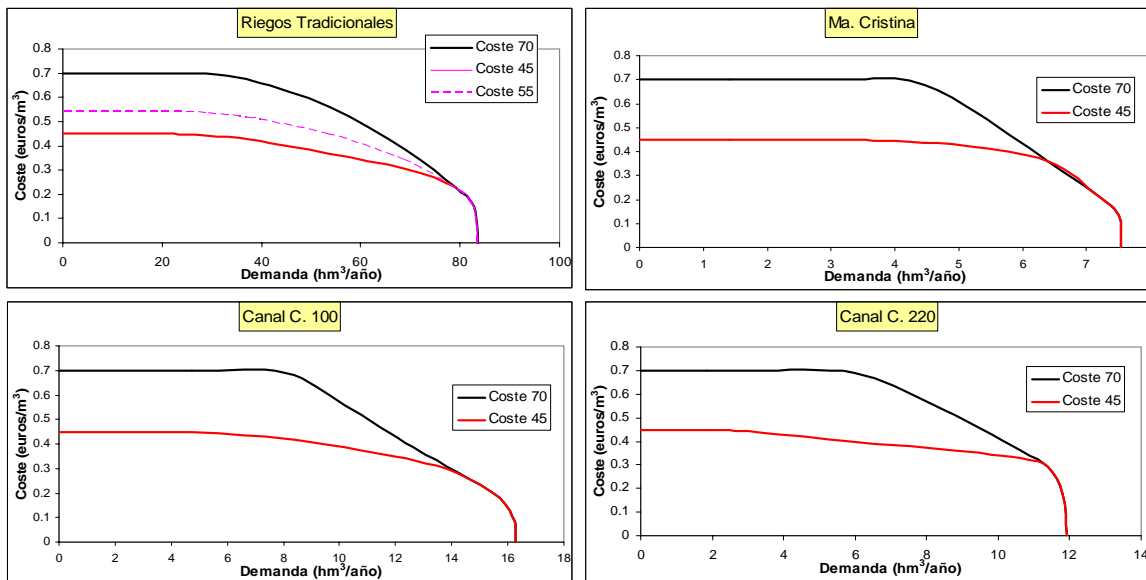 Riegos Tradicionales
Coste (euros/m³)
0.8
0.7
0.6
0.5
0.4
0.3
0.2
0.1
0
0 20 40 60 80 100
Demanda (hm³/año)
Coste 70
Coste 45
Coste 55
Ma. Cristina
Coste (euros/m³)
0.8
0.7
0.6
0.5
0.4
0.3
0.2
0.1
0
0 1 2 3 4 5 6 7
Demanda (hm³/año)
Coste 70
Coste 45
Canal C. 100
Coste (euros/m³)
0.8
0.7
0.6
0.5
0.4
0.3
0.2
0.1
0
0 2 4 6 8 10 12 14 16 18
Demanda (hm³/año)
Coste 70
Coste 45
Canal C. 220
Coste (euros/m³)
0.8
0.7
0.6
0.5
0.4
0.3
0.2
0.1
0
0 2 4 6 8 10 12 14
Demanda (hm³/año)
Coste 70
Coste 45